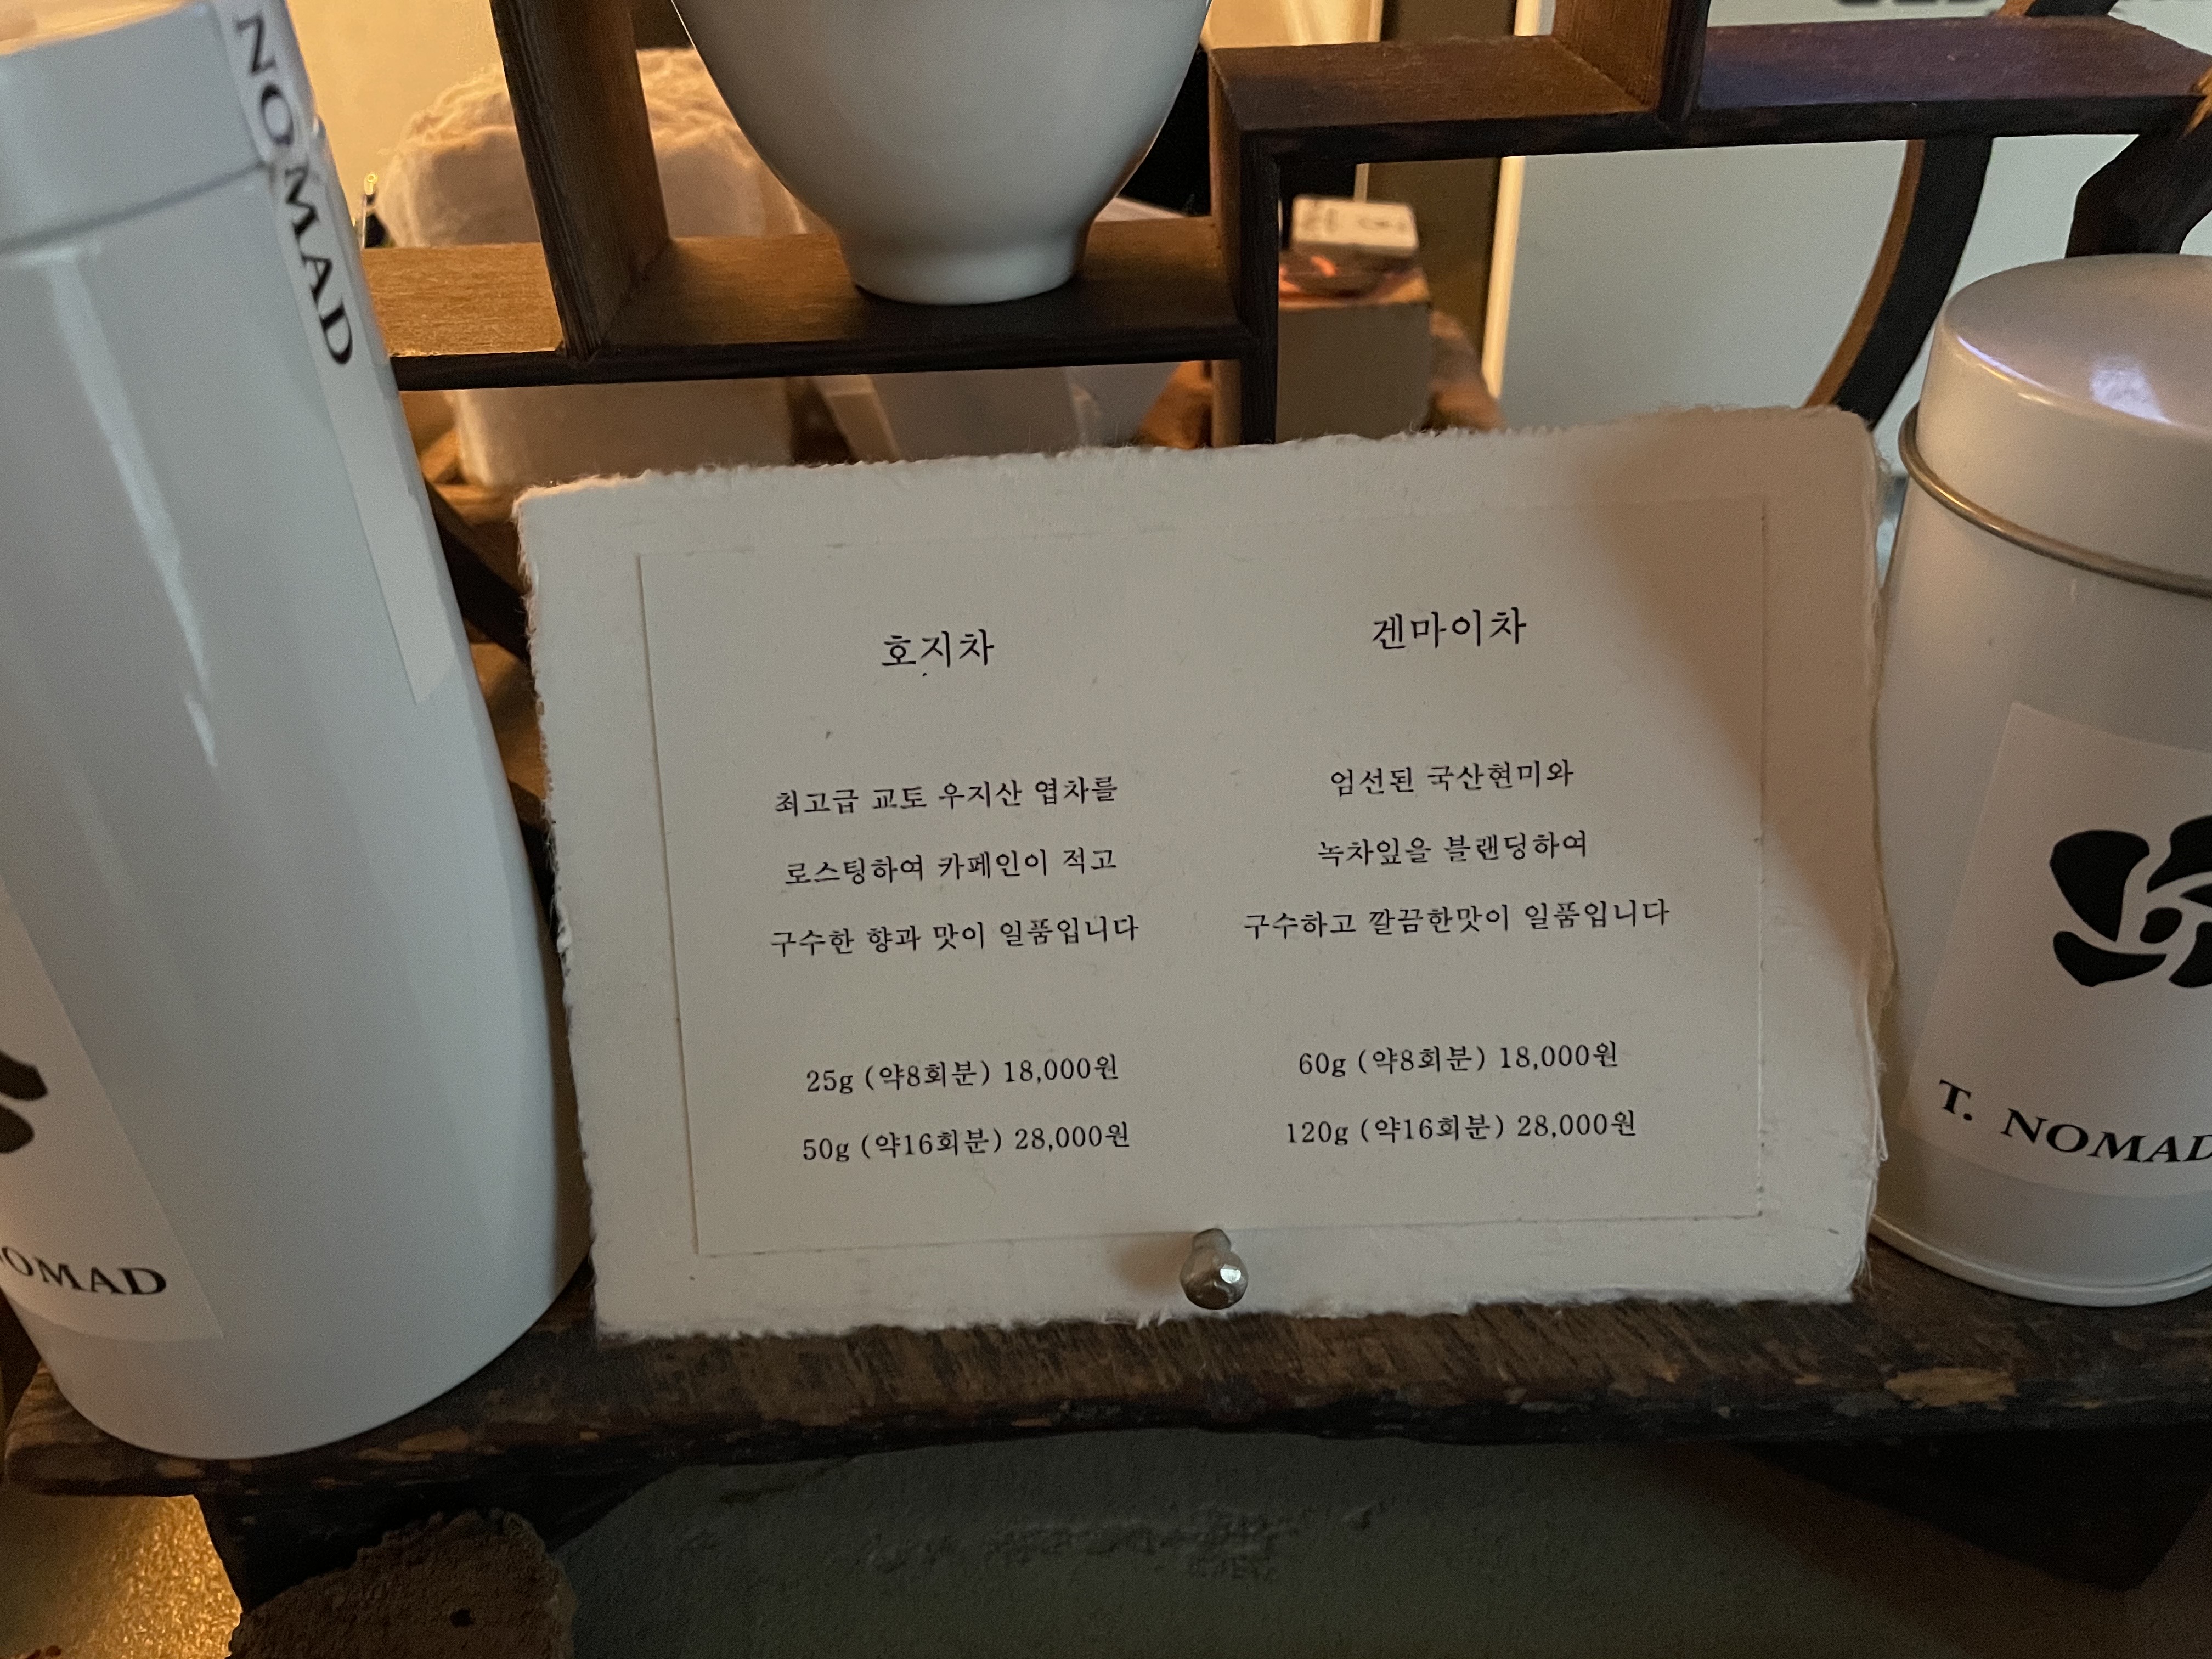 NOMAD
호지차
최고급 교토 우지산 엽차를
로스팅하여 카페인이 적고
구수한 향과 맛이 일품입니다
25g (약8회분) 18,000원
50g (약16회분) 28,000원
겐마이차
엄선된 국산현미와
녹차잎을 블랜딩하여
구수하고 깔끔한맛이 일품입니다
60g (약8회분) 18,000원
120g (약16회분) 28,000원
OMAD
T. NOMAD